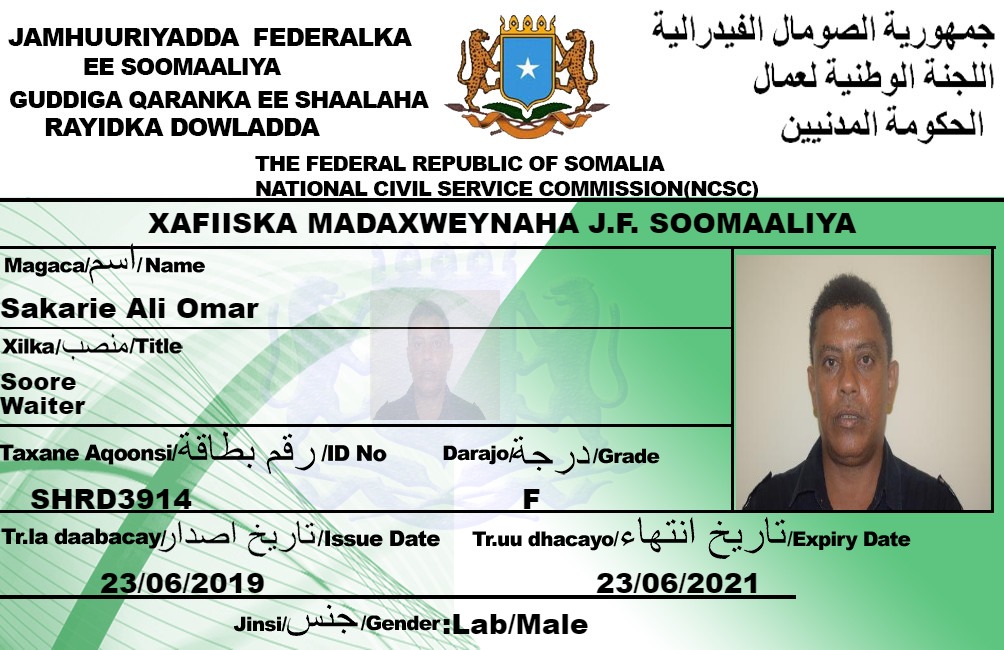 JAMHUURIYADDA FEDERALKA
EE SOOMAALIYA
GUDDIGA QARANKA EE SHAALAHA
RAYIDKA DOWLADDA
جمهورية الصومال الفيدرالية
اللجنة الوطنية لعمال
الحكومة المدنيين
THE FEDERAL REPUBLIC OF SOMALIA
NATIONAL CIVIL SERVICE COMMISSION(NCSC)
XAFIISKA MADAXWEYNAHA J.F. SOOMAALIYA
Magaca/اسم/Name
Sakarie Ali Omar
Xilka/منصب/Title
Soore
Waiter
Taxane Aqoonsi/رقم بطاقة/ID No
Darajo/درجة/Grade
SHRD3914
F
Tr.la daabacay/تاريخ اصدار/Issue Date
Tr.uu dhacayo/تاريخ انتهاء/Expiry Date
23/06/2019
23/06/2021
Jinsi/جنس/Gender:Lab/Male